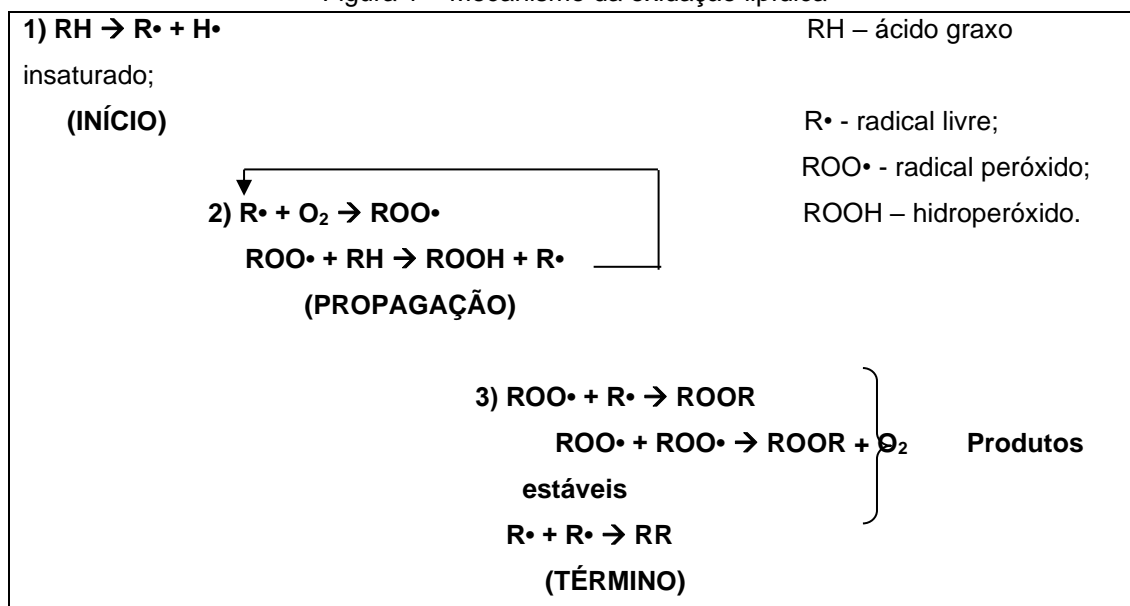 Figura 1 – Mecanismo da oxidação lipídica
1) RH → R• + H• RH – ácido graxo
insaturado;
(INÍCIO) R• - radical livre;
ROO• - radical peróxido;
2) R• + O₂ → ROO• ROOH – hidroperóxido.
ROO• + RH → ROOH + R•
(PROPAGAÇÃO)
3) ROO• + R• → ROOR
ROO• + ROO• → ROOR + O₂ Produtos
estáveis
R• + R• → RR
(TÉRMINO)